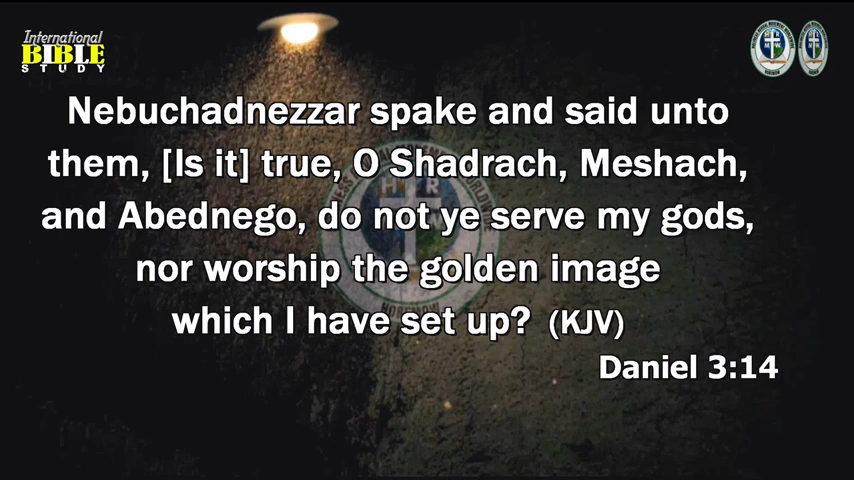 International
BIBLE
STUDY
Nebuchadnezzar spake and said unto
them, [Is it] true, O Shadrach, Meshach,
and Abednego, do not ye serve my gods,
nor worship the golden image
which I have set up? (KJV)
Daniel 3:14